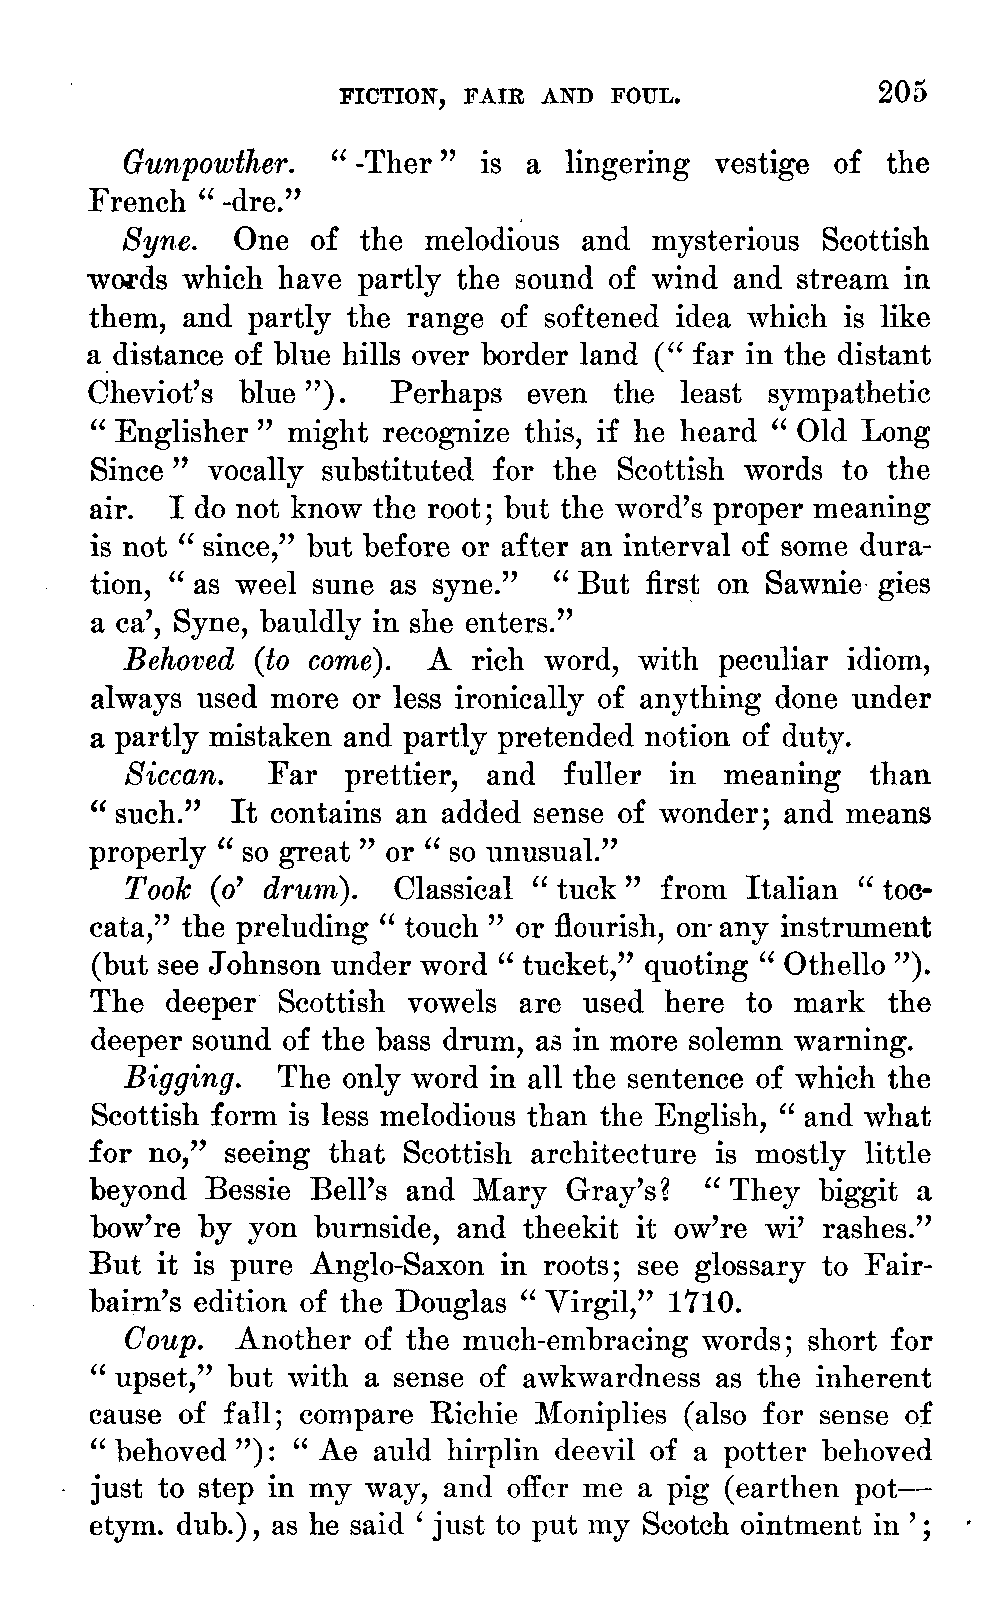 FICTION, FAIR AND FOUL. 205
Gunpowther. “ -Ther ” is a lingering vestige of the
French “ -dre.”
Syne. One of the melodious and mysterious Scottish
words which have partly the sound of wind and stream in
them, and partly the range of softened idea which is like
a distance of blue hills over border land (“ far in the distant
Cheviot’s blue ”). Perhaps even the least sympathetic
“ Englisher ” might recognize this, if he heard “ Old Long
Since ” vocally substituted for the Scottish words to the
air. I do not know the root; but the word’s proper meaning
is not “ since,” but before or after an interval of some dura-
tion, “ as weel sune as syne.” “ But first on Sawnie gies
a ca’, Syne, bauldly in she enters.”
Behoved (to come). A rich word, with peculiar idiom,
always used more or less ironically of anything done under
a partly mistaken and partly pretended notion of duty.
Siccan. Far prettier, and fuller in meaning than
“ such.” It contains an added sense of wonder; and means
properly “ so great ” or “ so unusual.”
Took (o’ drum). Classical “ tuck ” from Italian “ toc-
cata,” the preluding “ touch ” or flourish, on any instrument
(but see Johnson under word “ tucket,” quoting “ Othello ”).
The deeper Scottish vowels are used here to mark the
deeper sound of the bass drum, as in more solemn warning.
Bigging. The only word in all the sentence of which the
Scottish form is less melodious than the English, “ and what
for no,” seeing that Scottish architecture is mostly little
beyond Bessie Bell’s and Mary Gray’s? “ They biggit a
bow’re by yon burnside, and theekit it ow’re wi’ rashes.”
But it is pure Anglo-Saxon in roots; see glossary to Fair-
bairn’s edition of the Douglas “ Virgil,” 1710.
Coup. Another of the much-embracing words; short for
“ upset,” but with a sense of awkwardness as the inherent
cause of fall; compare Richie Moniplies (also for sense of
“ behoved ”): “ Ae auld hirplin deevil of a potter behoved
just to step in my way, and offer me a pig (earthen pot—
etym. dub.), as he said ‘ just to put my Scotch ointment in ’;